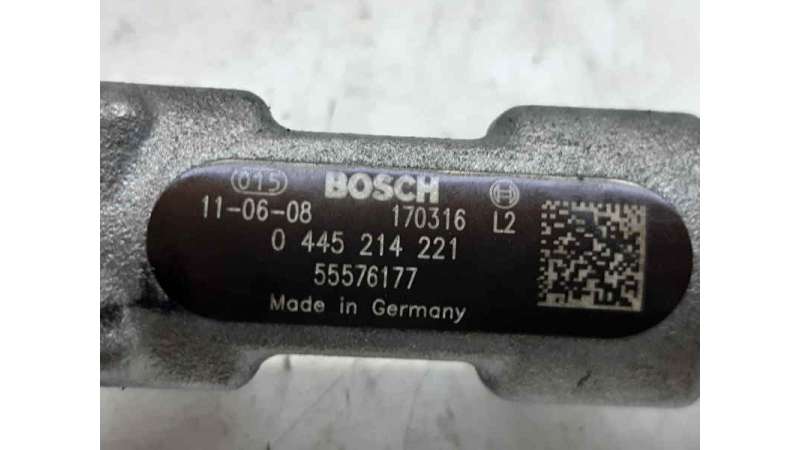 015 BOSCH
11-06-08 170316 L2
0 445 214 221
55576177
Made in Germany